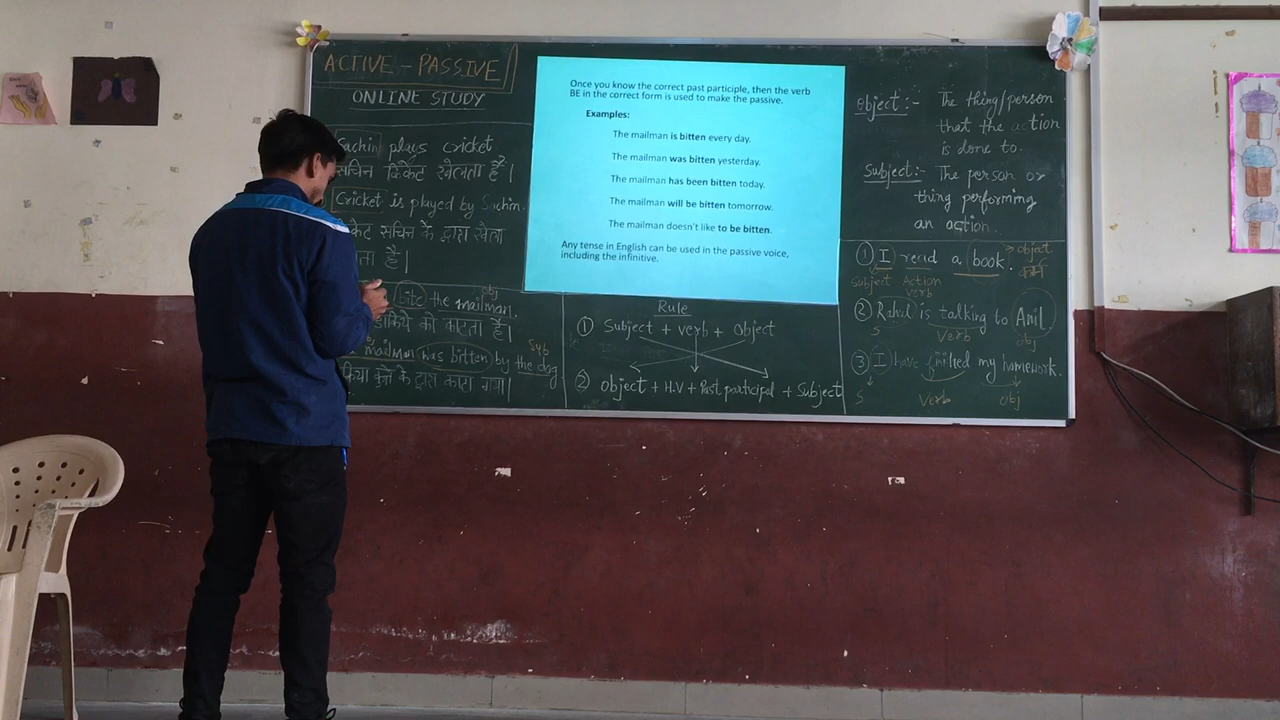 ACTIVE - PASSIVE
ONLINE STUDY
Sachin plays cricket
सचिन क्रिकेट खेलता है।
Cricket is played by Sachin.
सचिन के द्वारा खेला
है।
bite the mailman.
obj
डाकिये को काटता है।
mailman was bitten by the dog
Sub
कुत्ते के द्वारा काटा गया।
Once you know the correct past participle, then the verb
BE in the correct form is used to make the passive.
Examples:
The mailman is bitten every day.
The mailman was bitten yesterday.
The mailman has been bitten today.
The mailman will be bitten tomorrow.
The mailman doesn't like to be bitten.
Any tense in English can be used in the passive voice,
including the infinitive.
Rule
① Subject + verb + Object
② Object + H.V + Past participal + Subject
Object :- The thing/person
that the action
is done to.
Subject :- The person or
thing performing
an action.
① I read a book. → object
कर्म
Subject Action
verb
② Rahul is talking to Anil.
S Verb obj
③ I have finished my homework.
S Verb obj